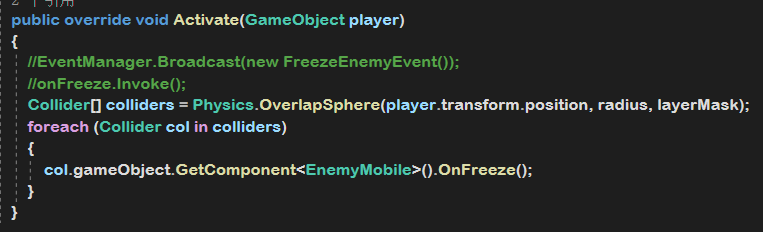 2 个引用
public override void Activate(GameObject player)
{
//EventManager.Broadcast(new FreezeEnemyEvent());
//onFreeze.Invoke();
Collider[] colliders = Physics.OverlapSphere(player.transform.position, radius, layerMask);
foreach (Collider col in colliders)
{
col.gameObject.GetComponent<EnemyMobile>().OnFreeze();
}
}